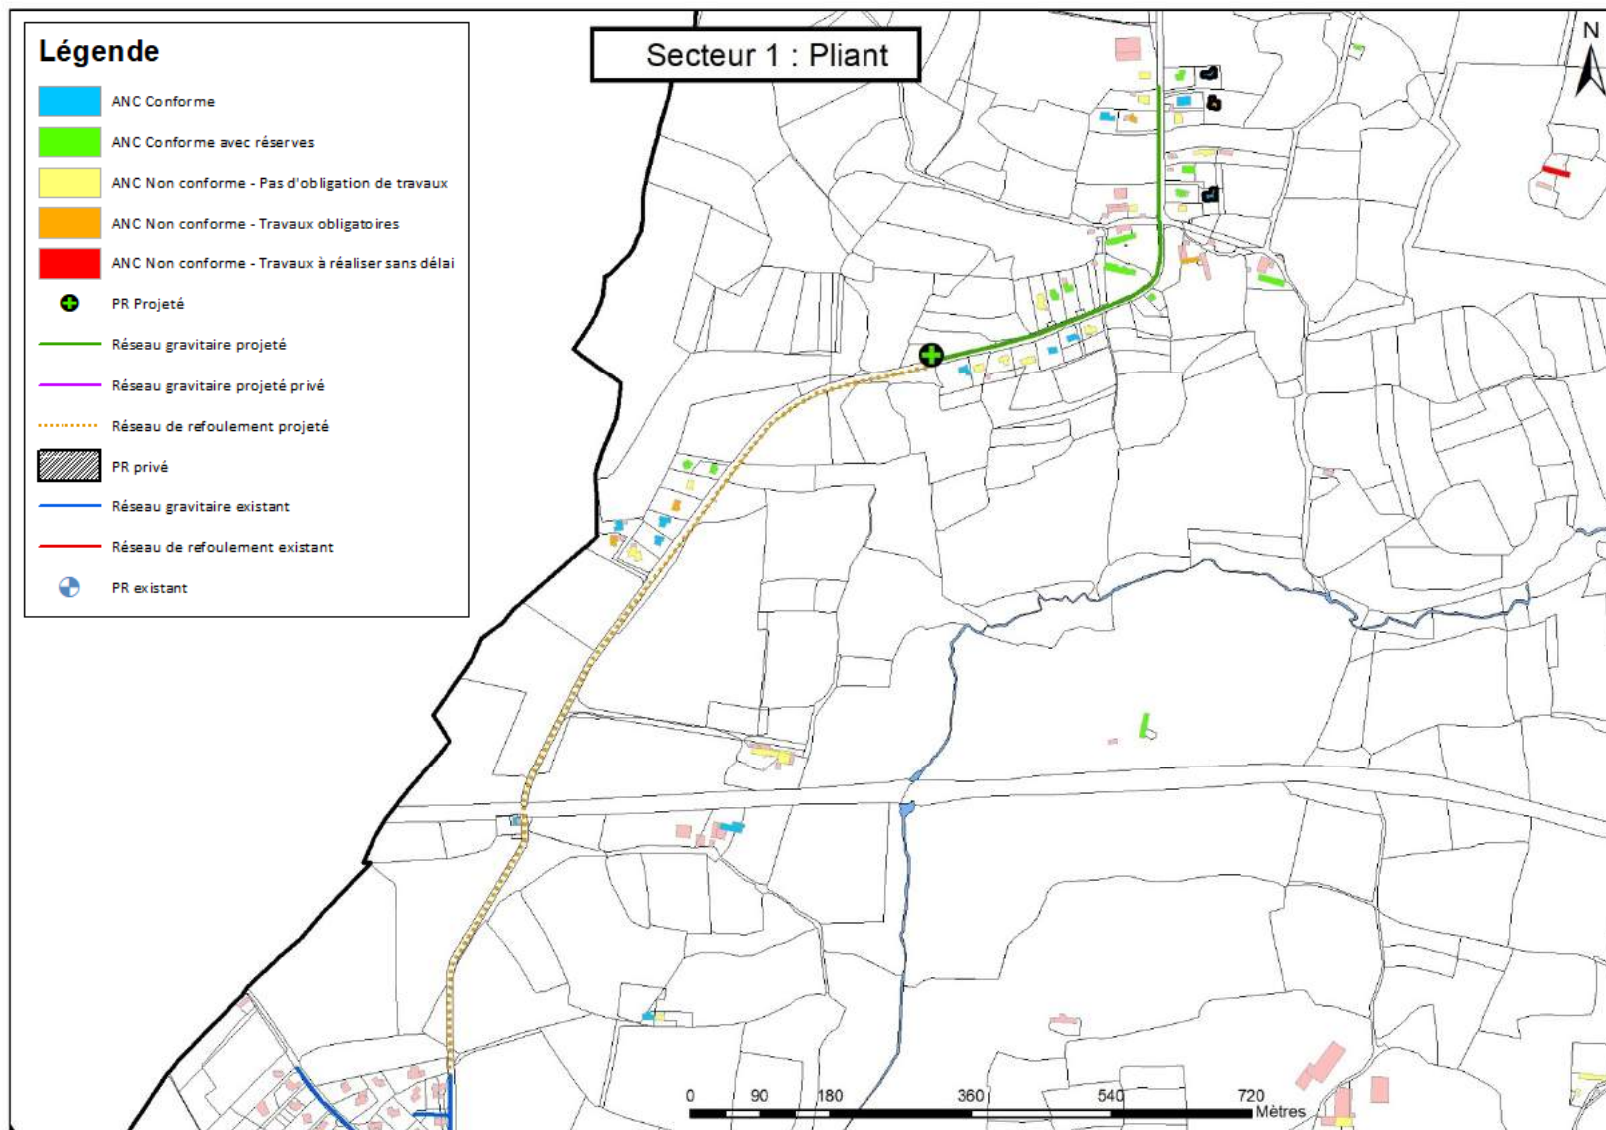 Légende
ANC Conforme
ANC Conforme avec réserves
ANC Non conforme - Pas d'obligation de travaux
ANC Non conforme - Travaux obligatoires
ANC Non conforme - Travaux à réaliser sans délai
PR Projeté
Réseau gravitaire projeté
Réseau gravitaire projeté privé
Réseau de refoulement projeté
PR privé
Réseau gravitaire existant
Réseau de refoulement existant
PR existant
Secteur 1 : Pliant
N
0 90 180 360 540 720
Mètres